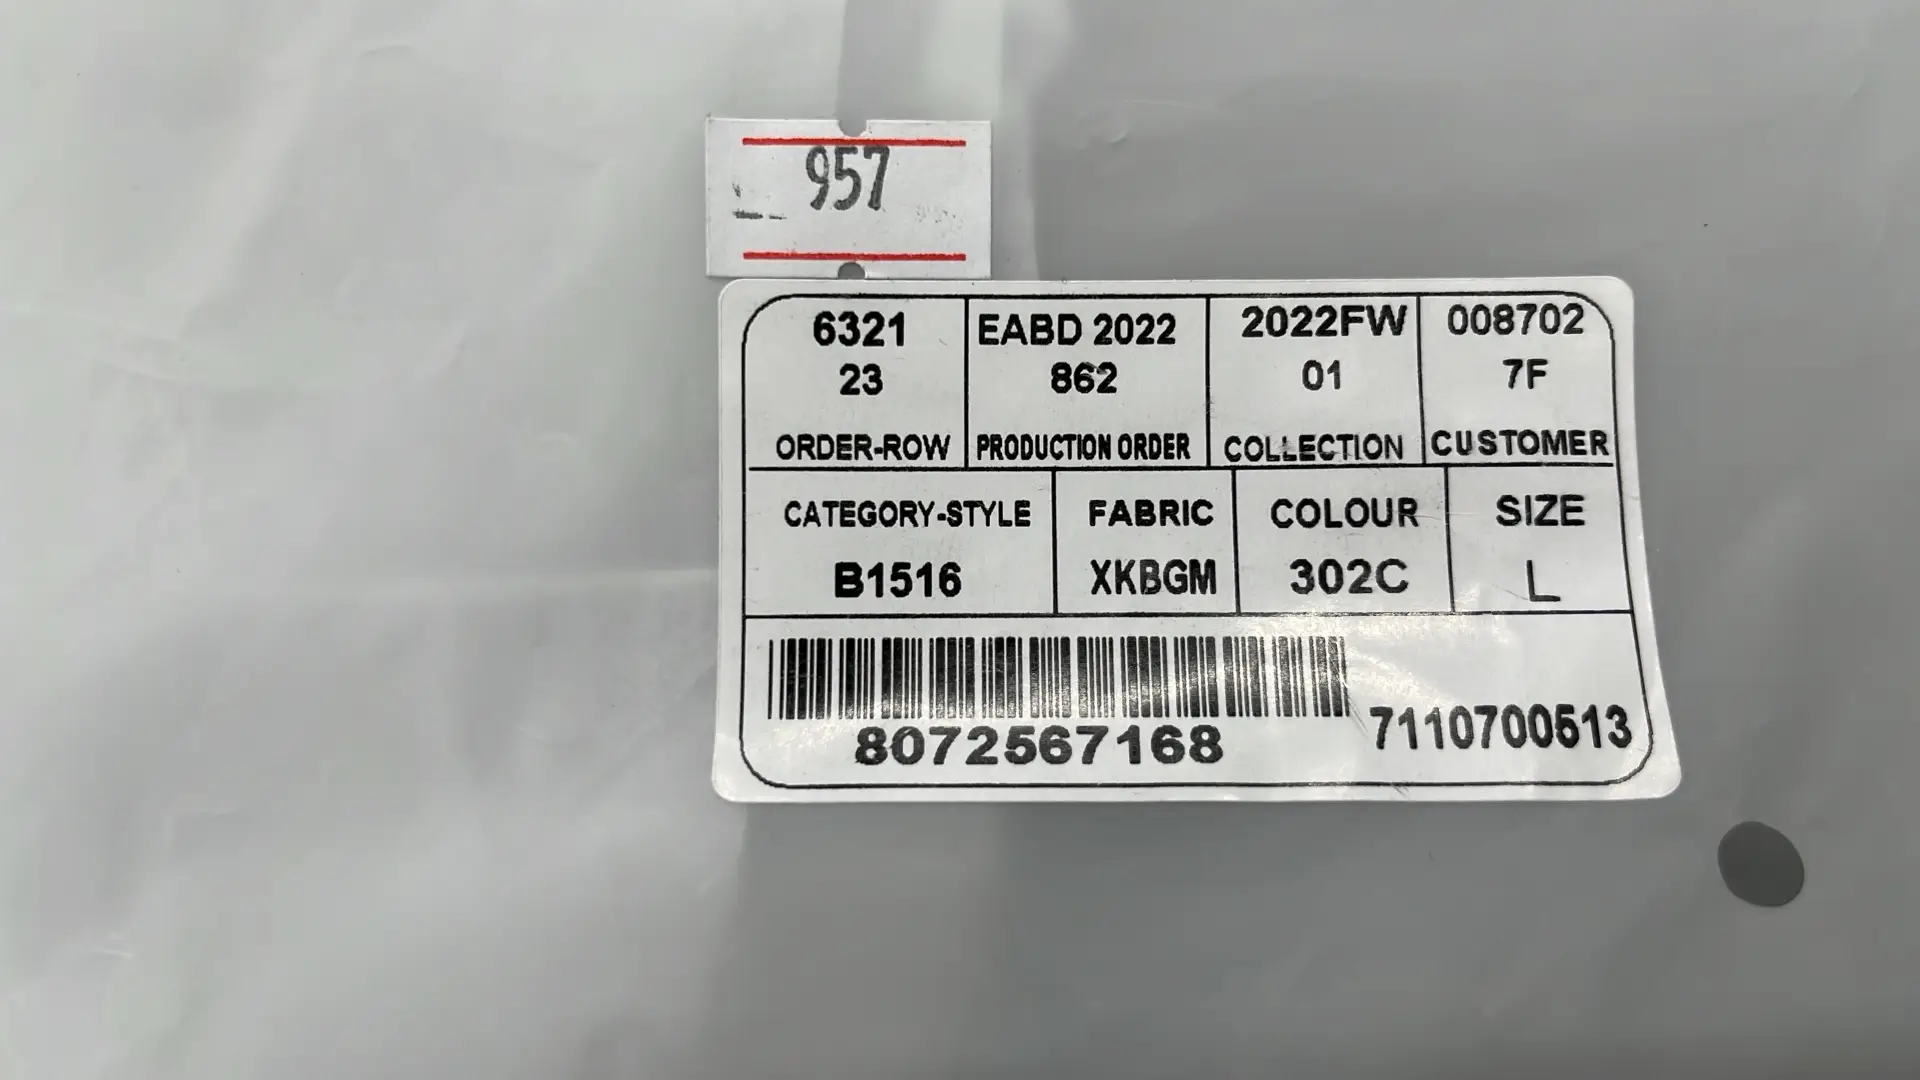 957
6321 EABD 2022 2022FW 008702
23 862 01 7F
ORDER-ROW PRODUCTION ORDER COLLECTION CUSTOMER
CATEGORY-STYLE FABRIC COLOUR SIZE
B1516 XKBGM 302C L
8072567168 7110700513